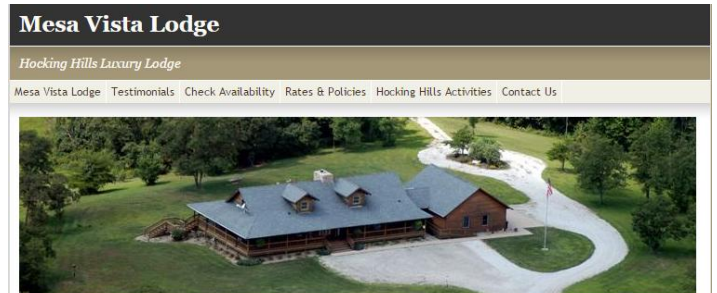 Mesa Vista Lodge
Hocking Hills Luxury Lodge
Mesa Vista Lodge Testimonials Check Availability Rates & Policies Hocking Hills Activities Contact Us